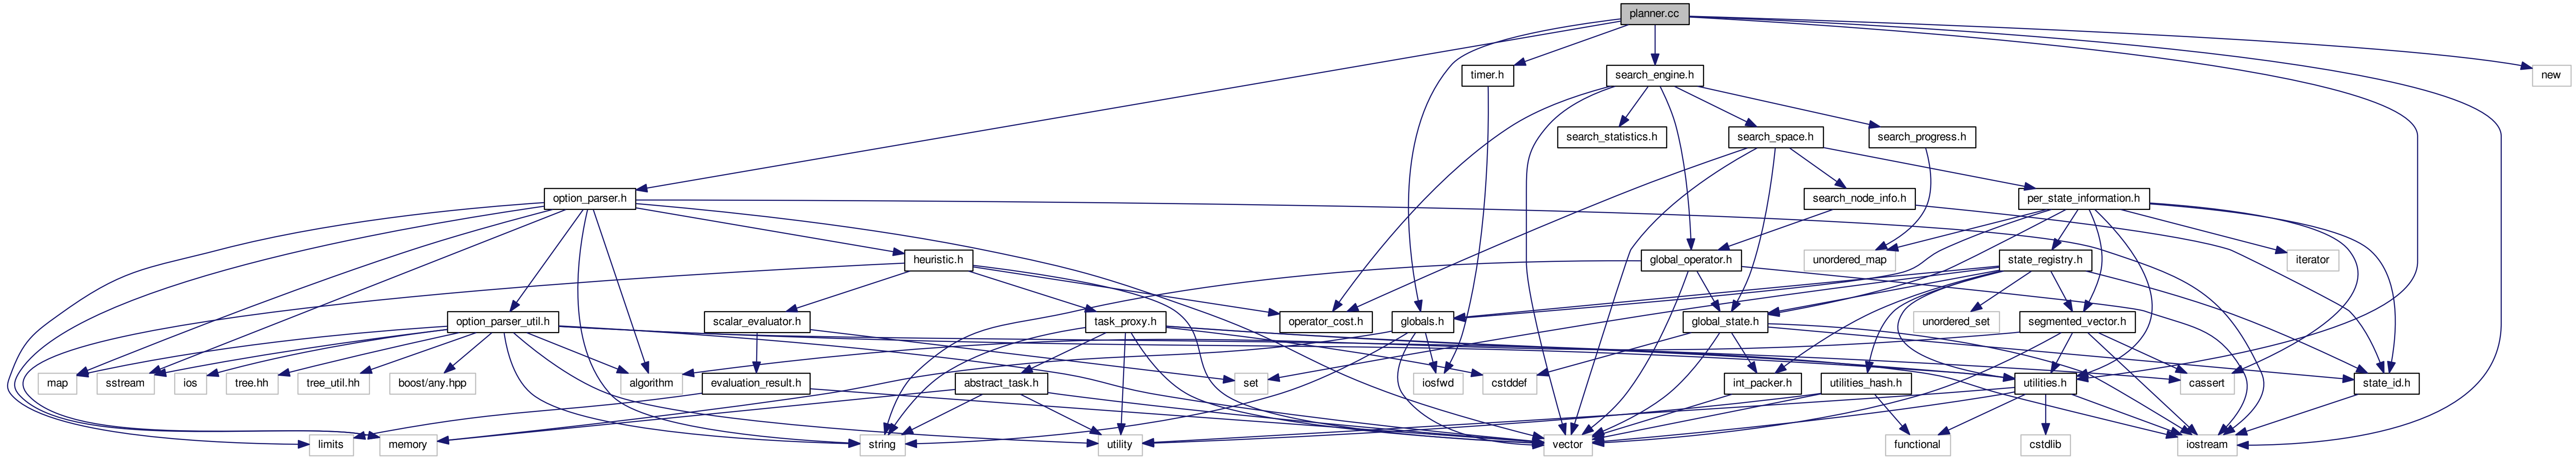 planner.cc
timer.h
search_engine.h
new
search_statistics.h
search_space.h
search_progress.h
option_parser.h
search_node_info.h
per_state_information.h
heuristic.h
global_operator.h
unordered_map
state_registry.h
iterator
option_parser_util.h
scalar_evaluator.h
task_proxy.h
operator_cost.h
globals.h
global_state.h
unordered_set
segmented_vector.h
map
sstream
ios
tree.hh
tree_util.hh
boost/any.hpp
algorithm
evaluation_result.h
set
abstract_task.h
iosfwd
cstddef
int_packer.h
utilities_hash.h
utilities.h
cassert
state_id.h
limits
memory
string
utility
vector
functional
cstdlib
iostream